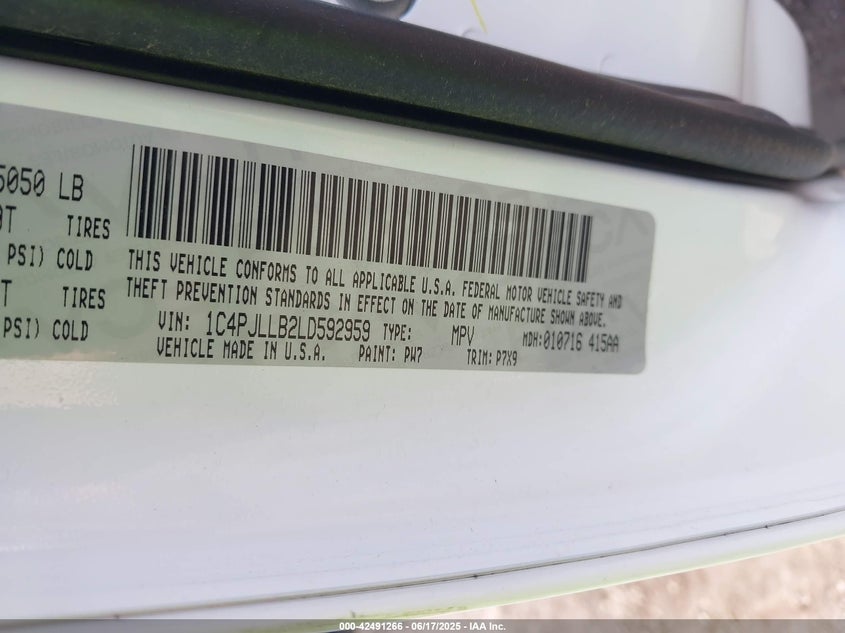 5050 LB
TIRES
PSI) COLD
T TIRES
PSI) COLD
THIS VEHICLE CONFORMS TO ALL APPLICABLE U.S.A. FEDERAL MOTOR VEHICLE SAFETY AND
THEFT PREVENTION STANDARDS IN EFFECT ON THE DATE OF MANUFACTURE SHOWN ABOVE.
VIN: 1C4PJLLB2LD592959 TYPE: MPV MDH:010716 415AA
VEHICLE MADE IN U.S.A. PAINT: PW7 TRIM: P7X9
000-42491266 - 06/17/2025 - IAA Inc.